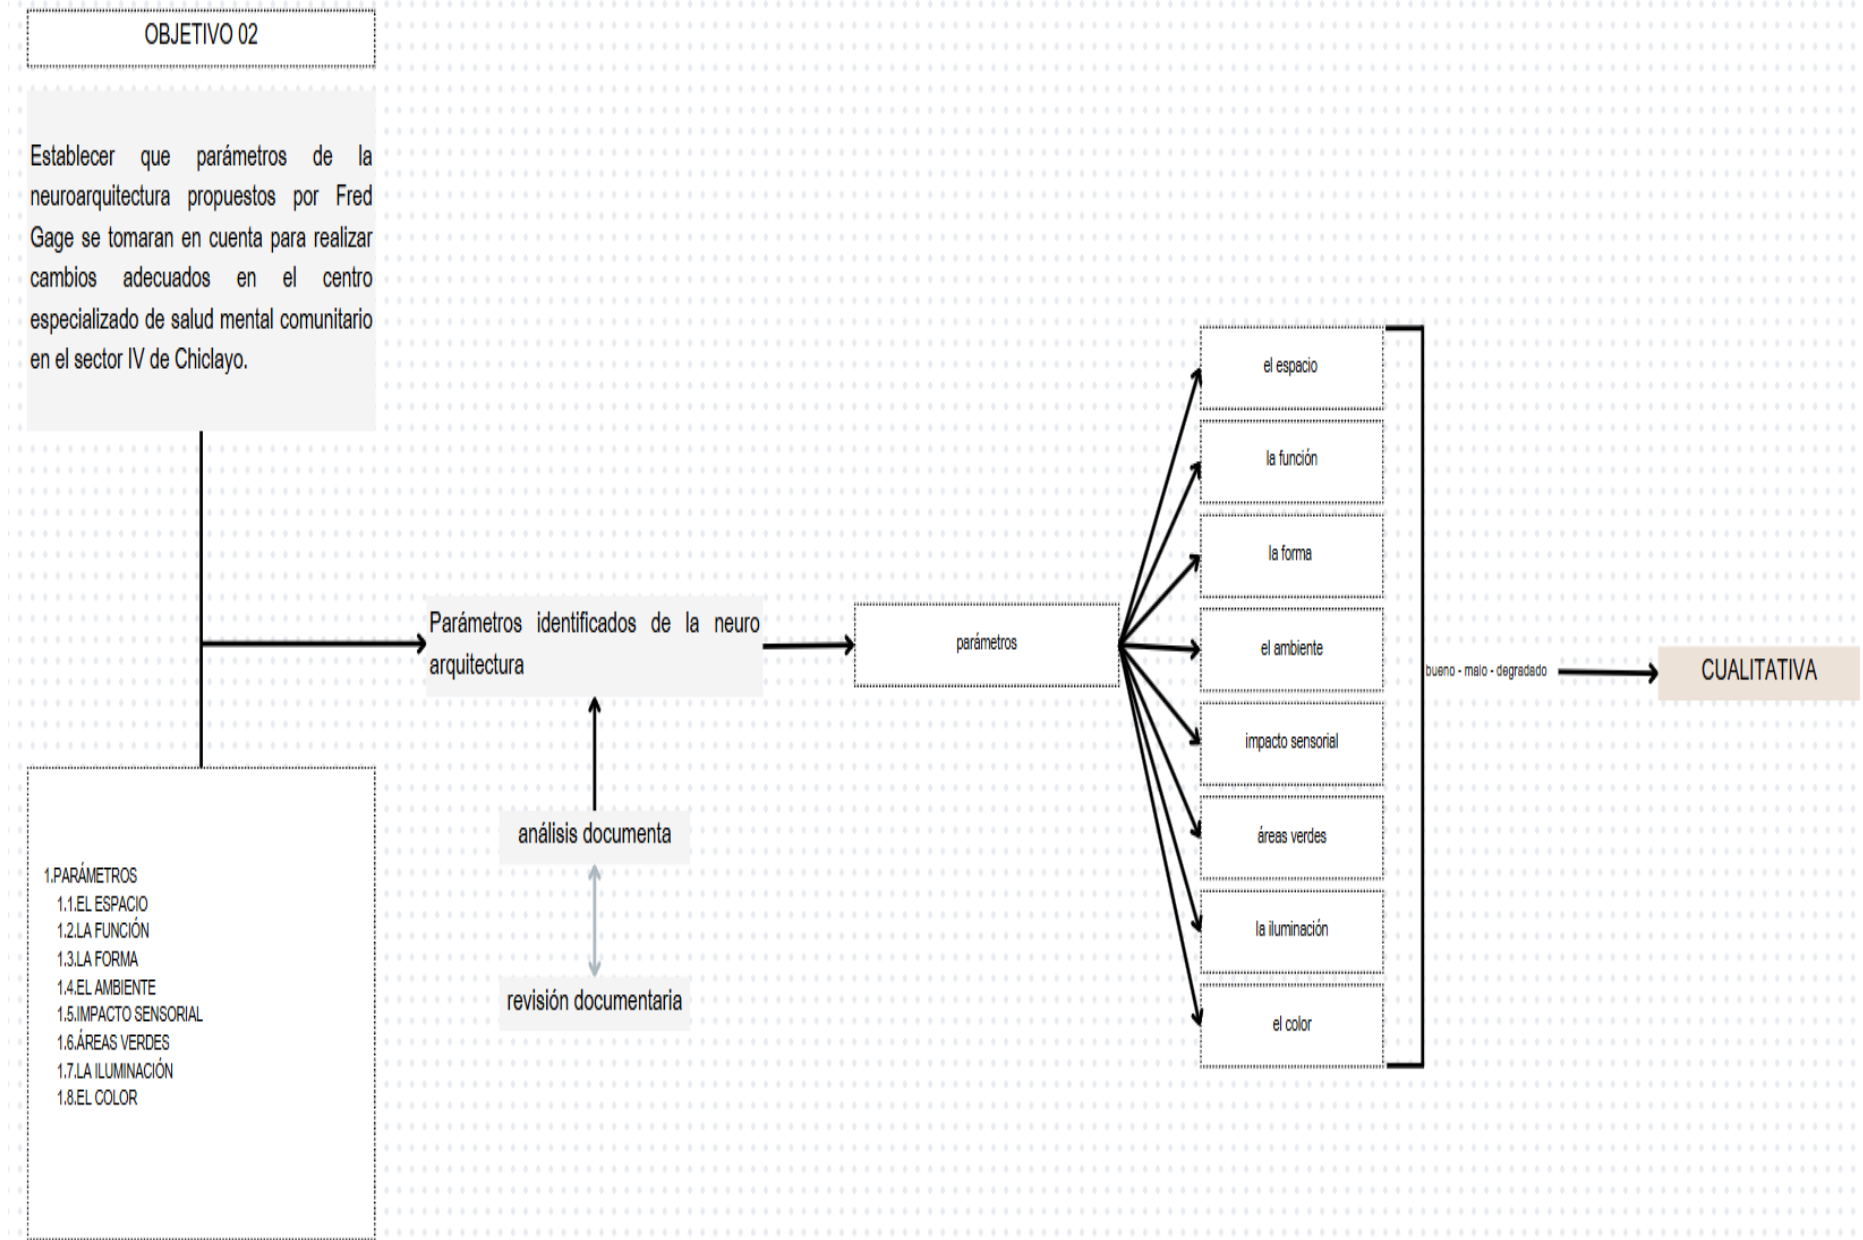 OBJETIVO 02
Establecer que parámetros de la
neuroarquitectura propuestos por Fred
Gage se tomaran en cuenta para realizar
cambios adecuados en el centro
especializado de salud mental comunitario
en el sector IV de Chiclayo.
1.PARÁMETROS
1.1.EL ESPACIO
1.2.LA FUNCIÓN
1.3.LA FORMA
1.4.EL AMBIENTE
1.5.IMPACTO SENSORIAL
1.6.ÁREAS VERDES
1.7.LA ILUMINACIÓN
1.8.EL COLOR
Parámetros identificados de la neuro
arquitectura
análisis documenta
revisión documentaria
parámetros
el espacio
la función
la forma
el ambiente
impacto sensorial
áreas verdes
la iluminación
el color
bueno - malo - degradado
CUALITATIVA